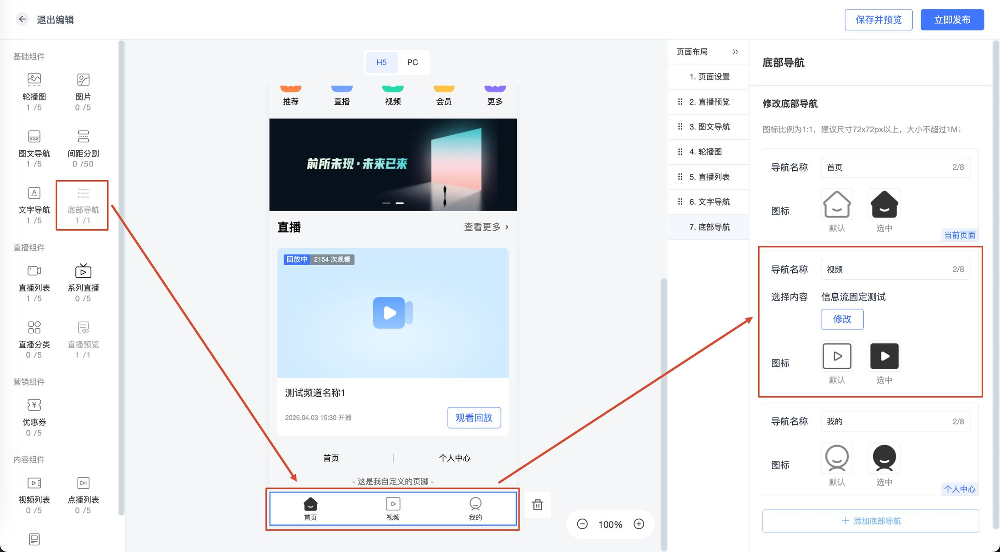 退出编辑
保存并预览
立即发布
基础组件
轮播图
1 /5
图片
0 /5
图文导航
1 /5
间距分割
0 /50
文字导航
1 /5
底部导航
1 /1
直播组件
直播列表
1 /5
系列直播
0 /5
直播分类
0 /5
直播预览
1 /1
营销组件
优惠券
0 /5
内容组件
视频列表
0 /5
点播列表
0 /5
H5
PC
推荐
直播
视频
会员
更多
前所未现·未来已来
直播
查看更多 >
回放中 2154 次观看
测试频道名称1
2026.04.03 15:30 开播
观看回放
首页
个人中心
- 这是我自定义的页脚 -
首页
视频
我的
100%
页面布局 »
1. 页面设置
2. 直播预览
3. 图文导航
4. 轮播图
5. 直播列表
6. 文字导航
7. 底部导航
底部导航
修改底部导航
图标比例为1:1，建议尺寸72x72px以上，大小不超过1M；
导航名称 首页 2/8
图标
默认
选中
当前页面
导航名称 视频 2/8
选择内容 信息流固定测试
修改
图标
默认
选中
导航名称 我的 2/8
图标
默认
选中
个人中心
+ 添加底部导航